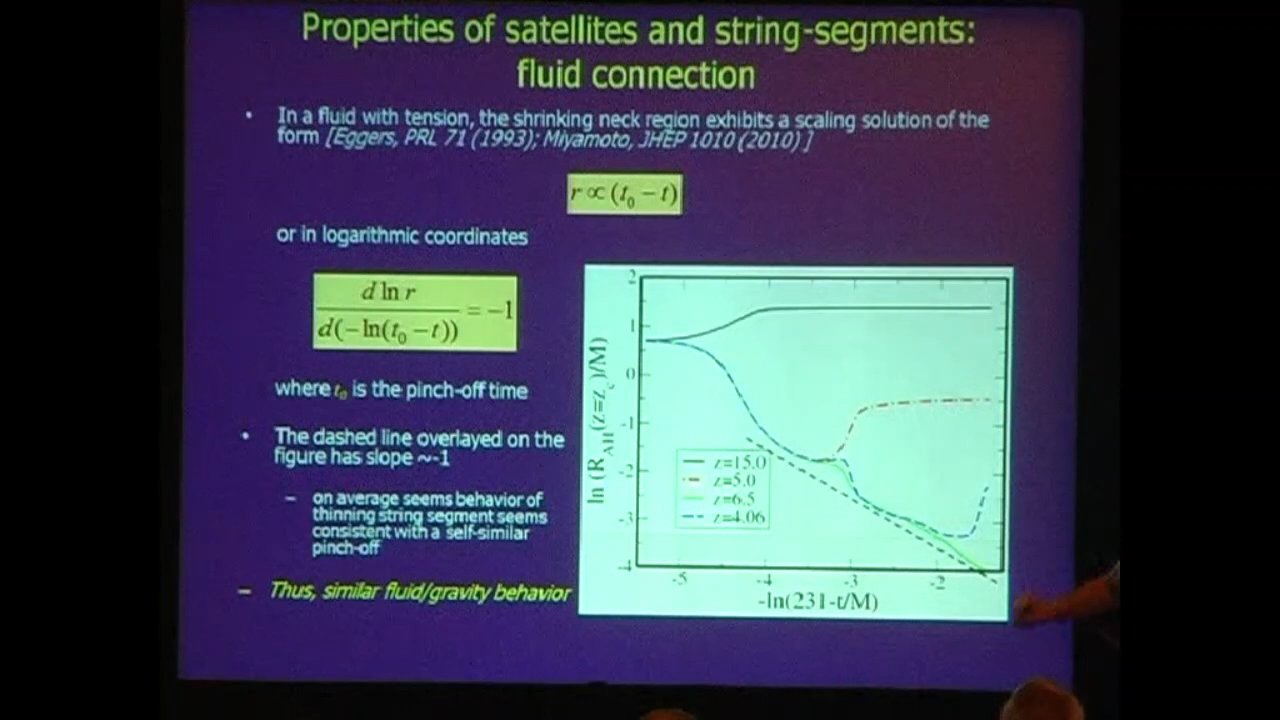 Properties of satellites and string-segments:
fluid connection
• In a fluid with tension, the shrinking neck region exhibits a scaling solution of the
form [Eggers, PRL 71 (1993); Miyamoto, JHEP 1010 (2010) ]
r ∝ (t₀ − t)
or in logarithmic coordinates
d ln r
d(−ln(t₀ − t)) = −1
where t₀ is the pinch-off time
• The dashed line overlayed on the
figure has slope ~-1
– on average seems behavior of
thinning string segment seems
consistent with a self-similar
pinch-off
– Thus, similar fluid/gravity behavior
2
1
0
-1
-2
-3
-4
ln (R_AH(z=z_c)/M)
z=15.0
z=5.0
z=6.5
z=4.06
-5 -4 -3 -2
-ln(231-t/M)